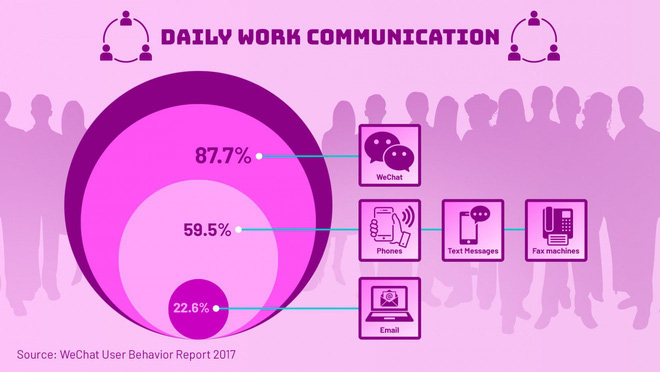 DAILY WORK COMMUNICATION
87.7%
WeChat
59.5%
Phones
Text Messages
Fax machines
22.6%
Email
Source: WeChat User Behavior Report 2017